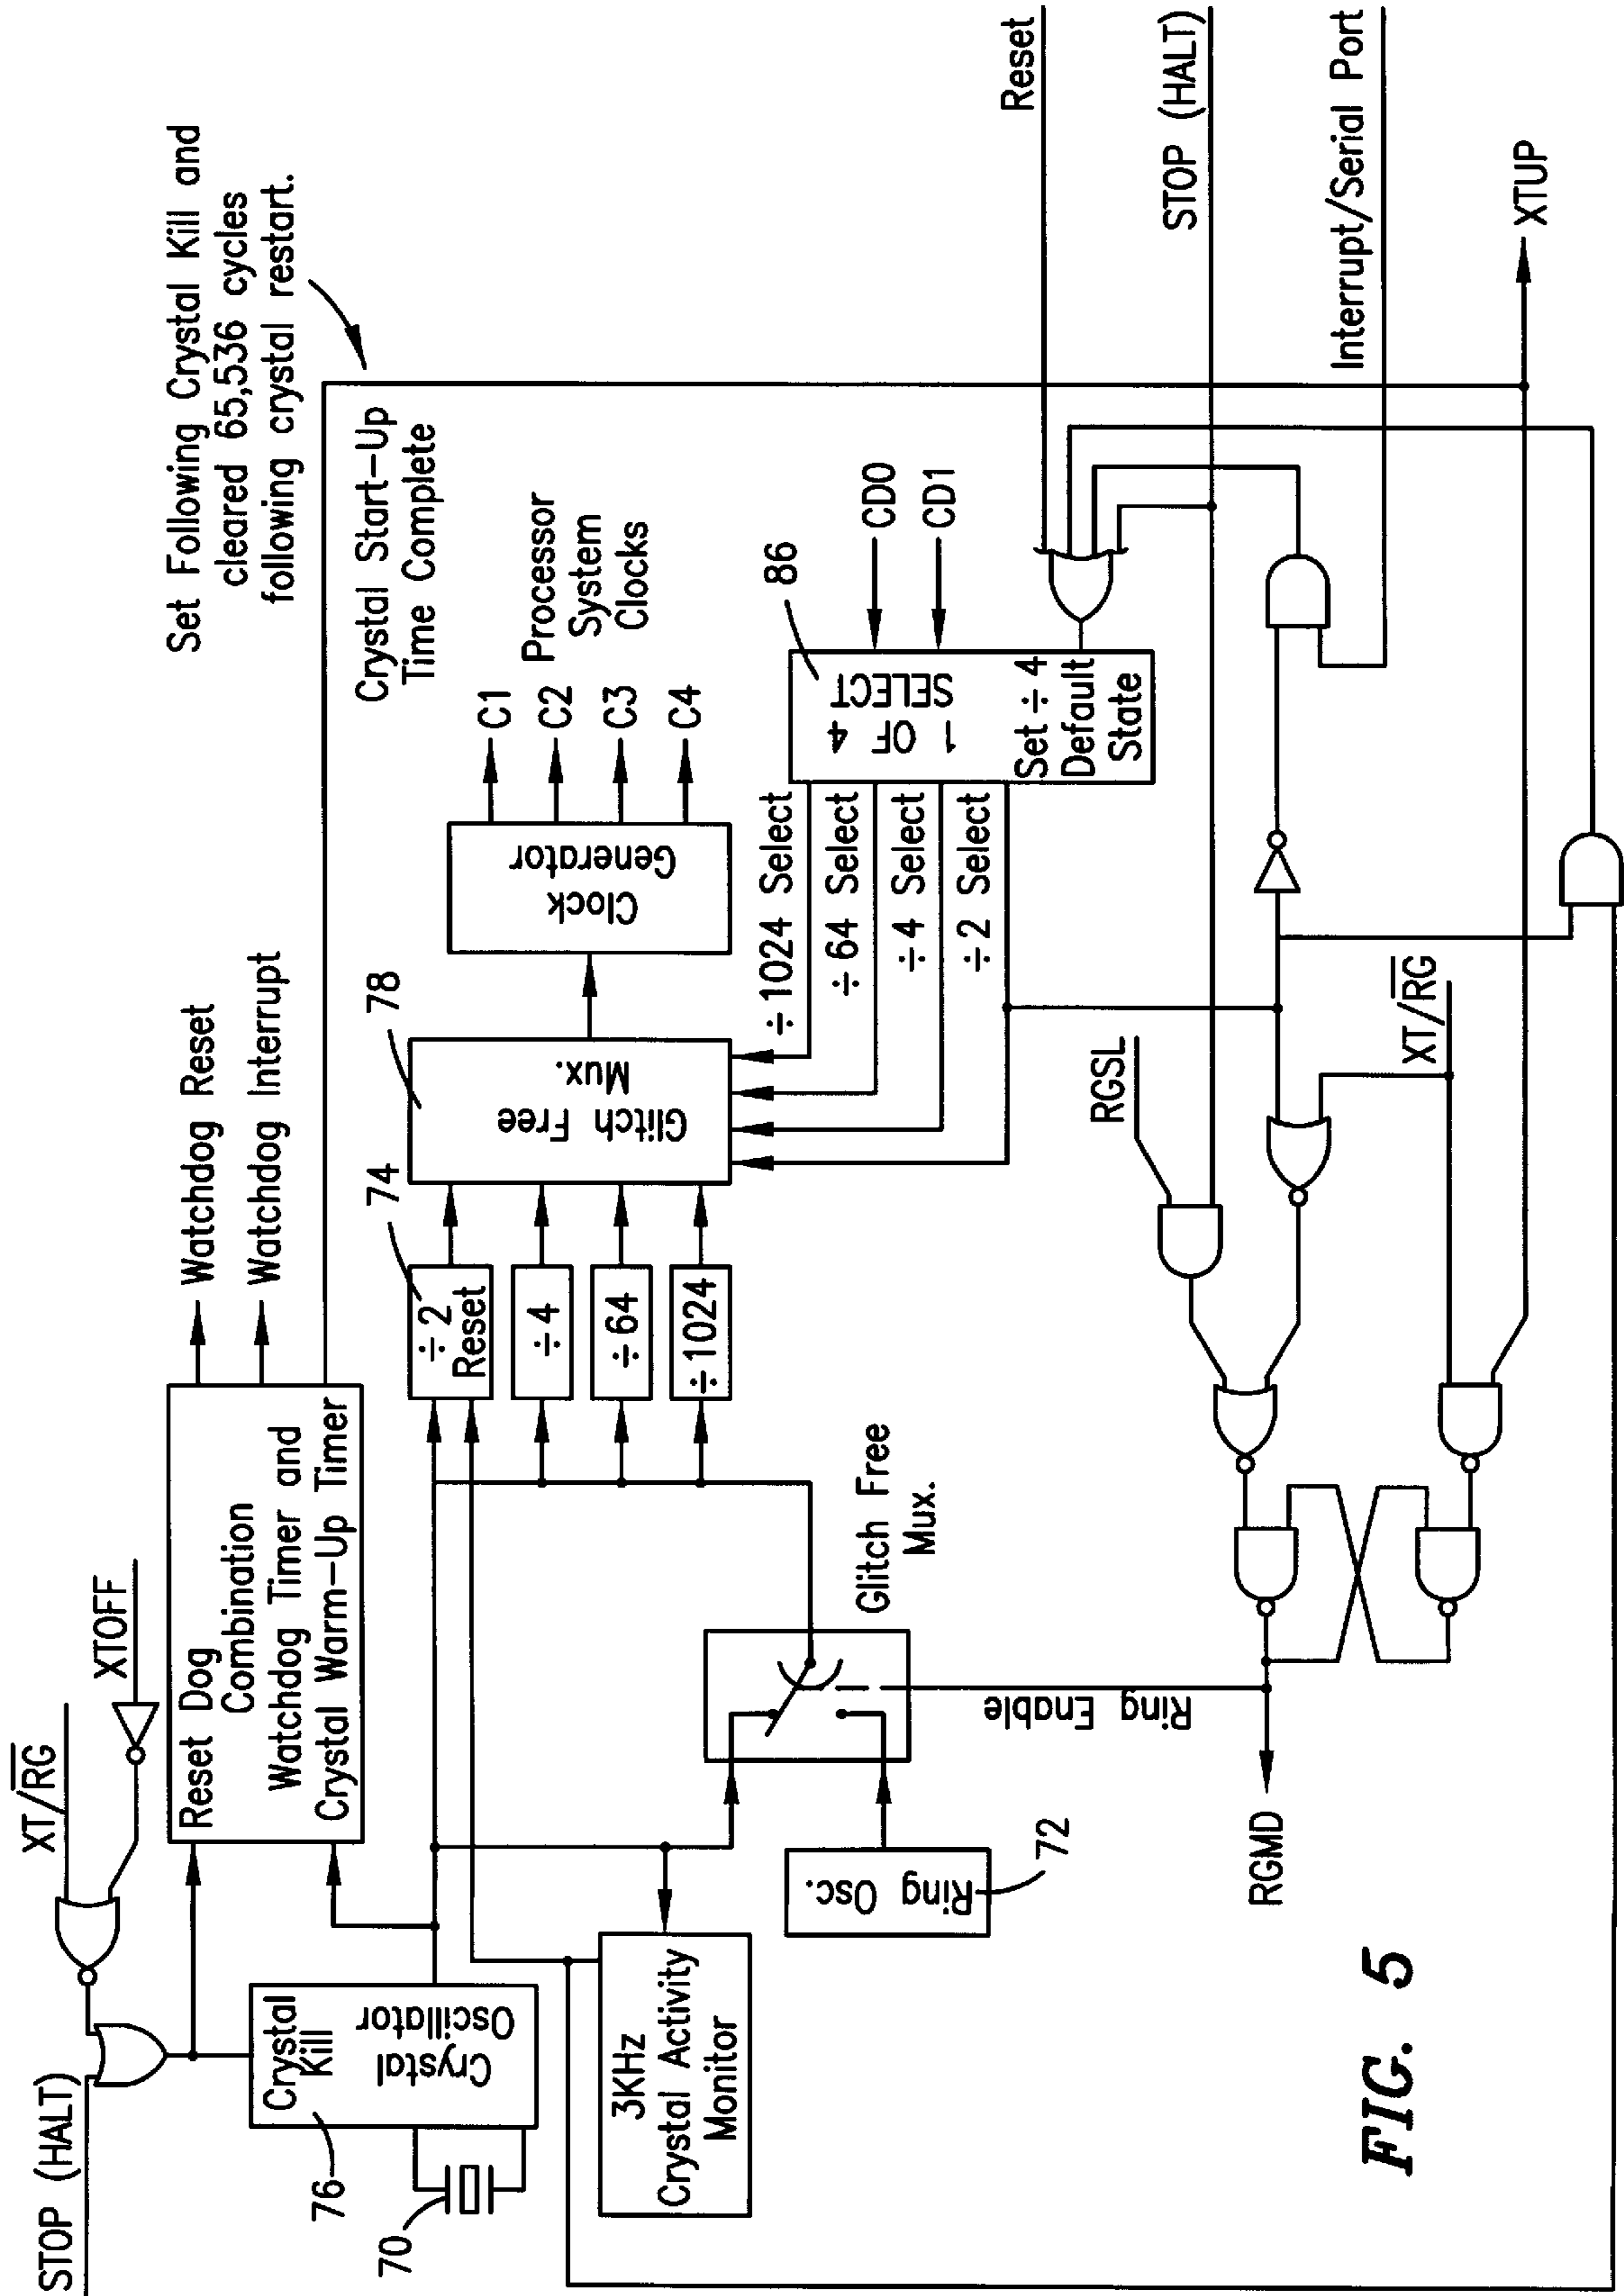 STOP (HALT)
XT/RG
XTOFF
Set Following Crystal Kill and
cleared 65,536 cycles
following crystal restart.
Reset Dog
Combination
Watchdog Timer and
Crystal Warm-Up Timer
Watchdog Reset
Watchdog Interrupt
Crystal Start-Up
Time Complete
76
Crystal
Kill
Crystal
Oscillator
70
3KHz
Crystal Activity
Monitor
Ring Osc.
72
Glitch Free
Mux.
Ring Enable
74
÷2
Reset
÷4
÷64
÷1024
78
Glitch Free
Mux.
Clock
Generator
C1
C2
C3
C4
Processor
System
Clocks
÷1024 Select
÷64 Select
÷4 Select
÷2 Select
86
1 OF 4
SELECT
Set÷4
Default
State
CD0
CD1
Reset
STOP (HALT)
Interrupt/Serial Port
XTUP
RGSL
XT/RG
RGMD
FIG. 5